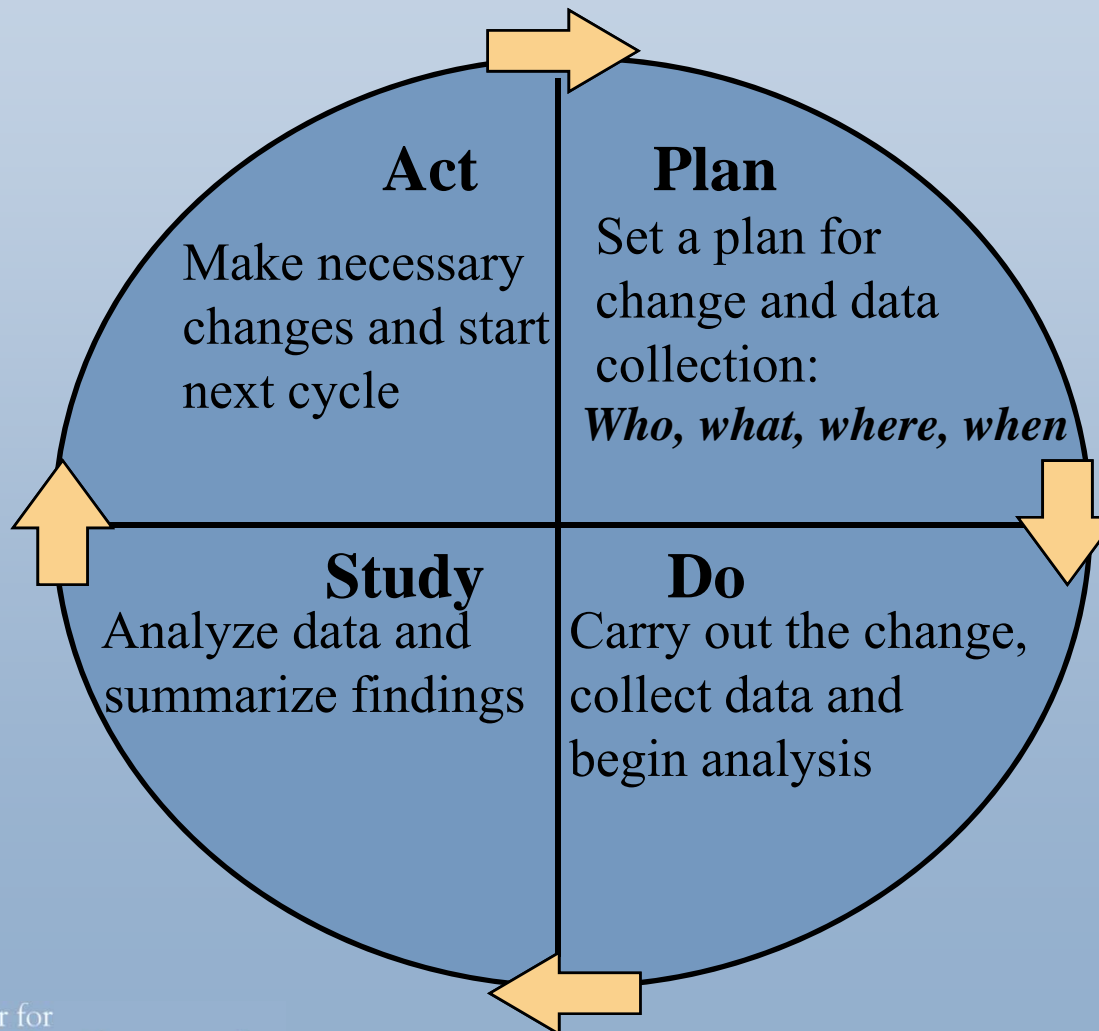 Act
Make necessary
changes and start
next cycle
Plan
Set a plan for
change and data
collection:
Who, what, where, when
Study
Analyze data and
summarize findings
Do
Carry out the change,
collect data and
begin analysis
for